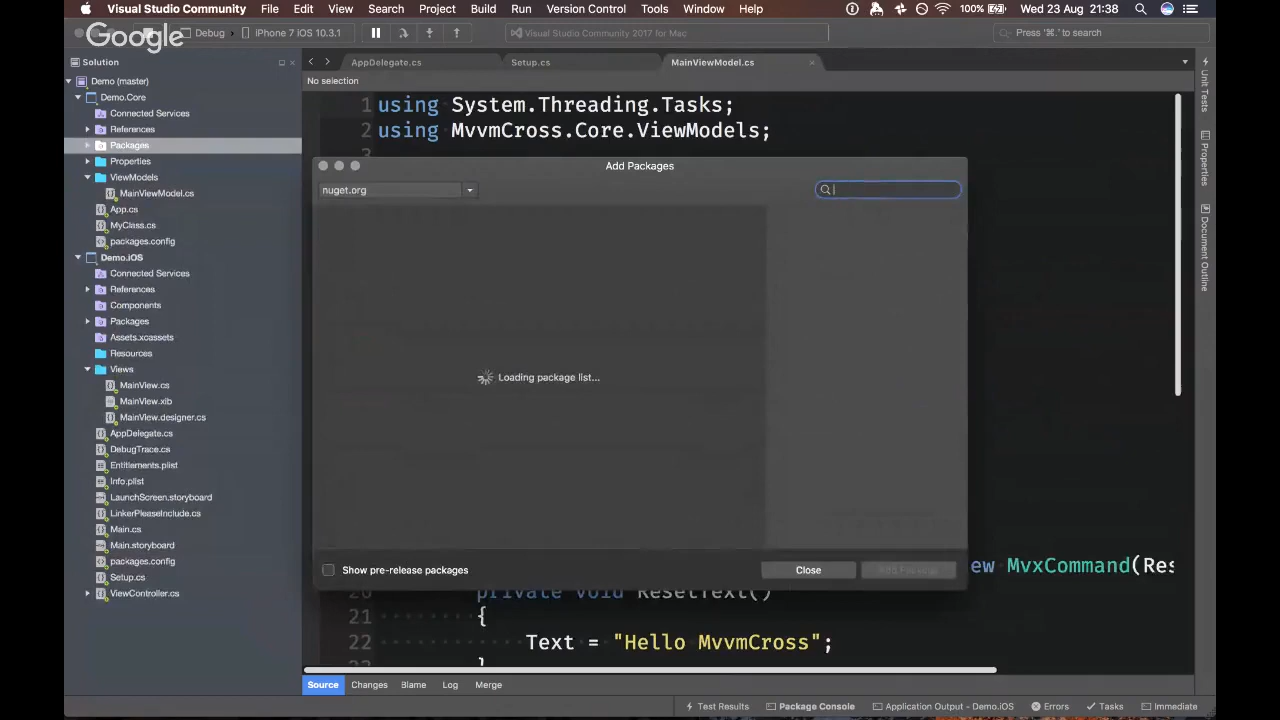 Visual Studio Community File Edit View Search Project Build Run Version Control Tools Window Help 100% Wed 23 Aug 21:38
Google
Debug iPhone 7 iOS 10.3.1 Visual Studio Community 2017 for Mac Press '⌘.' to search
Solution
AppDelegate.cs Setup.cs MainViewModel.cs
No selection
Demo (master)
Demo.Core
Connected Services
References
Packages
Properties
ViewModels
MainViewModel.cs
App.cs
MyClass.cs
packages.config
Demo.iOS
Connected Services
References
Components
Packages
Assets.xcassets
Resources
Views
MainView.cs
MainView.xib
MainView.designer.cs
AppDelegate.cs
DebugTrace.cs
Entitlements.plist
Info.plist
LaunchScreen.storyboard
LinkerPleaseInclude.cs
Main.cs
Main.storyboard
packages.config
Setup.cs
ViewController.cs
1 using System.Threading.Tasks;
2 using MvvmCross.Core.ViewModels;
3
Add Packages
nuget.org
Loading package list...
Show pre-release packages
Close Add Package
ew MvxCommand(Res
20 private void ResetText()
21 {
22 Text = "Hello MvvmCross";
23 }
Source Changes Blame Log Merge
Test Results Package Console Application Output - Demo.iOS Errors Tasks Immediate
Unit Tests
Properties
Document Outline